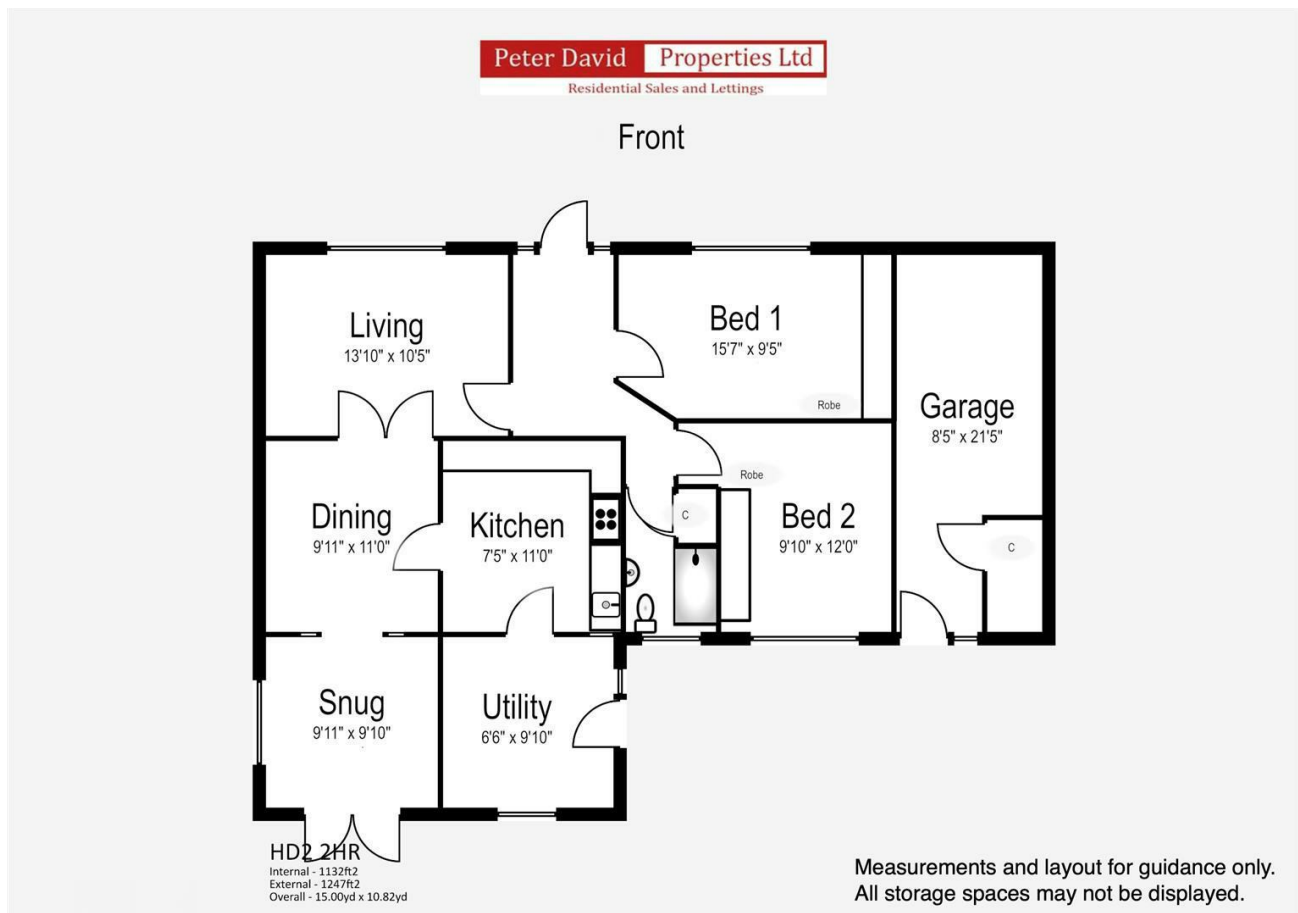 Peter David Properties Ltd
Residential Sales and Lettings
Front
Living
13'10" x 10'5"
Bed 1
15'7" x 9'5"
Robe
Garage
8'5" x 21'5"
Dining
9'11" x 11'0"
Kitchen
7'5" x 11'0"
Robe
C
Bed 2
9'10" x 12'0"
C
Snug
9'11" x 9'10"
Utility
6'6" x 9'10"
HD2 2HR
Internal - 1132ft2
External - 1247ft2
Overall - 15.00yd x 10.82yd
Measurements and layout for guidance only.
All storage spaces may not be displayed.